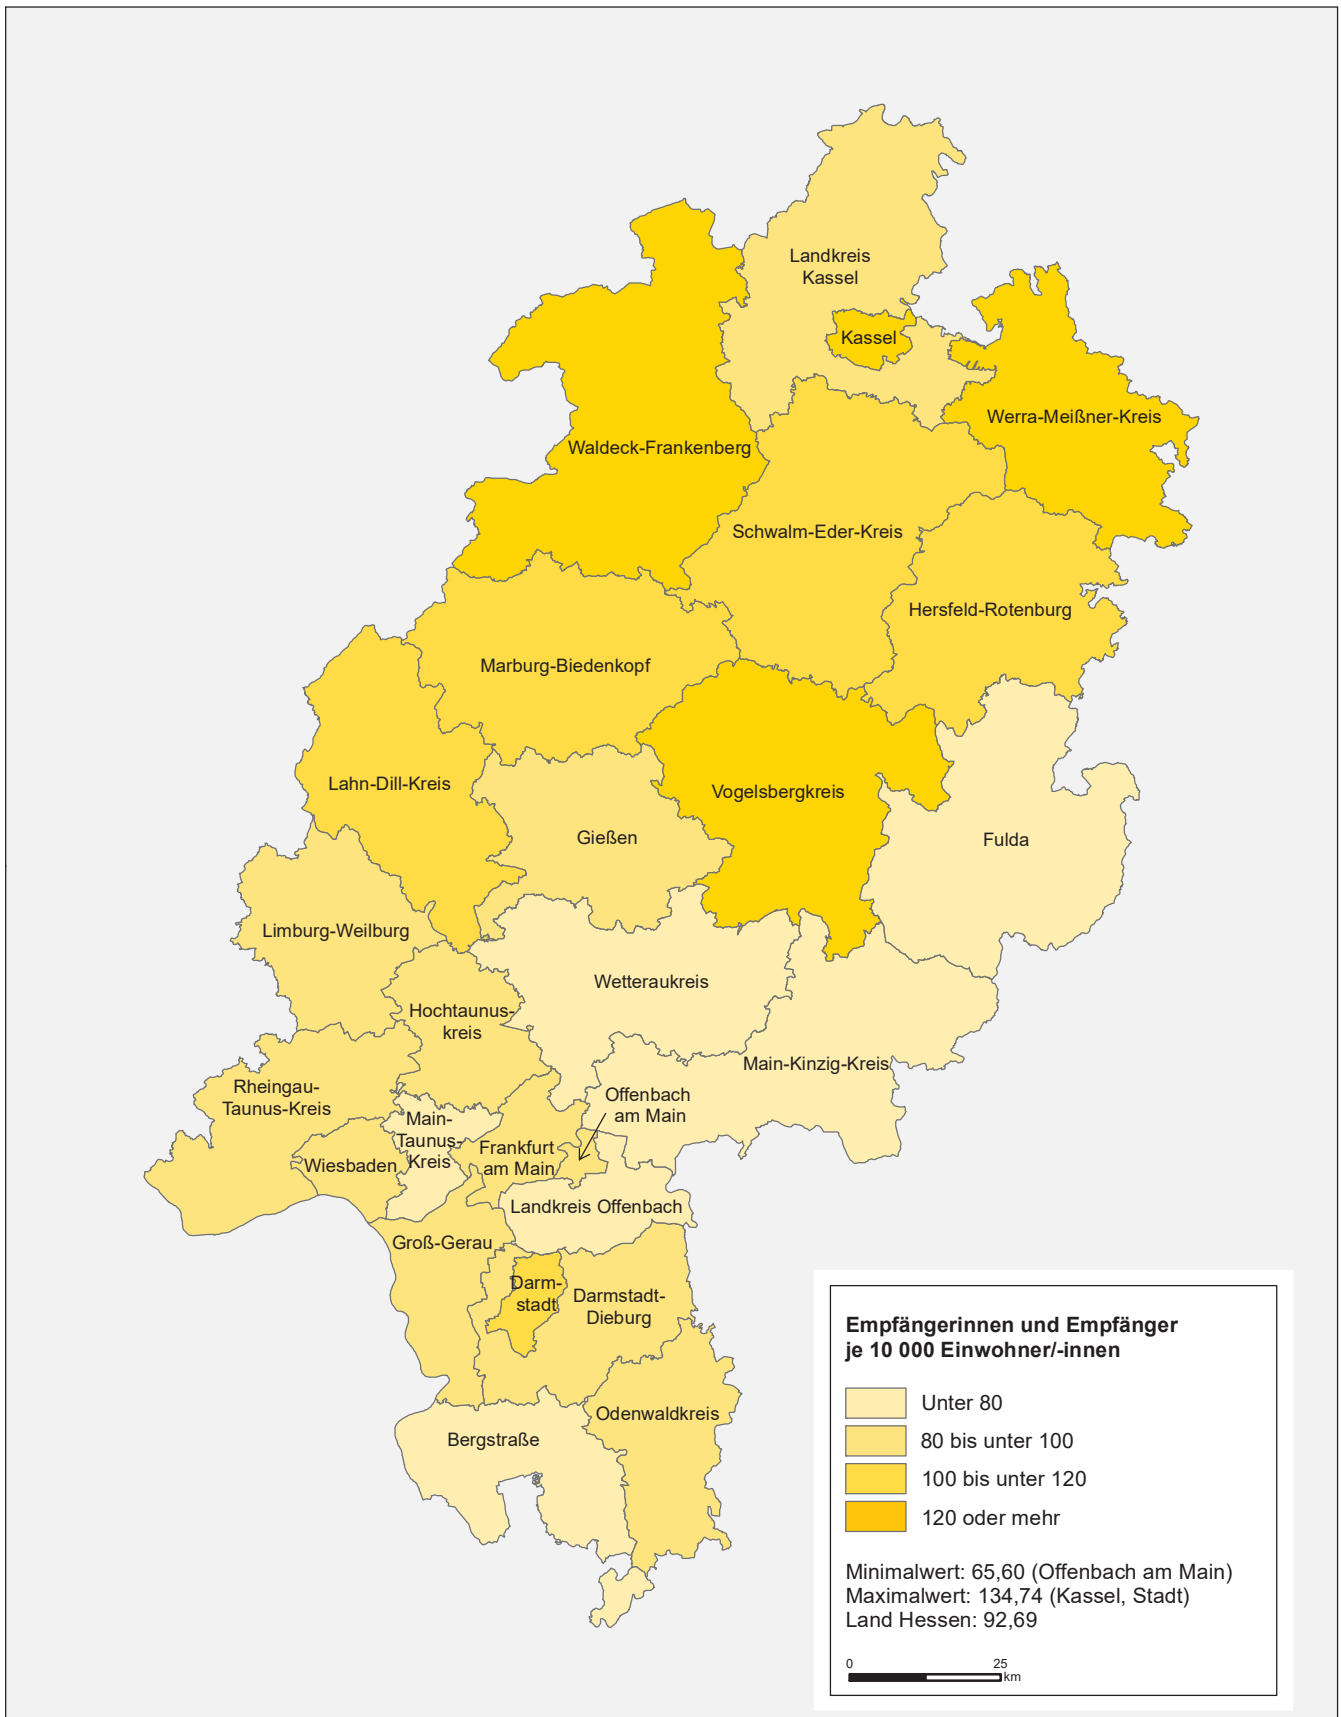 Landkreis
Kassel
Kassel
Werra-Meißner-Kreis
Waldeck-Frankenberg
Schwalm-Eder-Kreis
Hersfeld-Rotenburg
Marburg-Biedenkopf
Lahn-Dill-Kreis
Vogelsbergkreis
Gießen
Fulda
Limburg-Weilburg
Wetteraukreis
Hochtaunus-
kreis
Main-Kinzig-Kreis
Rheingau-
Taunus-Kreis
Offenbach
am Main
Main-
Taunus-
Kreis
Frankfurt
am Main
Wiesbaden
Landkreis Offenbach
Groß-Gerau
Darm-
stadt
Darmstadt-
Dieburg
Odenwaldkreis
Bergstraße
Empfängerinnen und Empfänger
je 10 000 Einwohner/-innen
Unter 80
80 bis unter 100
100 bis unter 120
120 oder mehr
Minimalwert: 65,60 (Offenbach am Main)
Maximalwert: 134,74 (Kassel, Stadt)
Land Hessen: 92,69
0 25
km